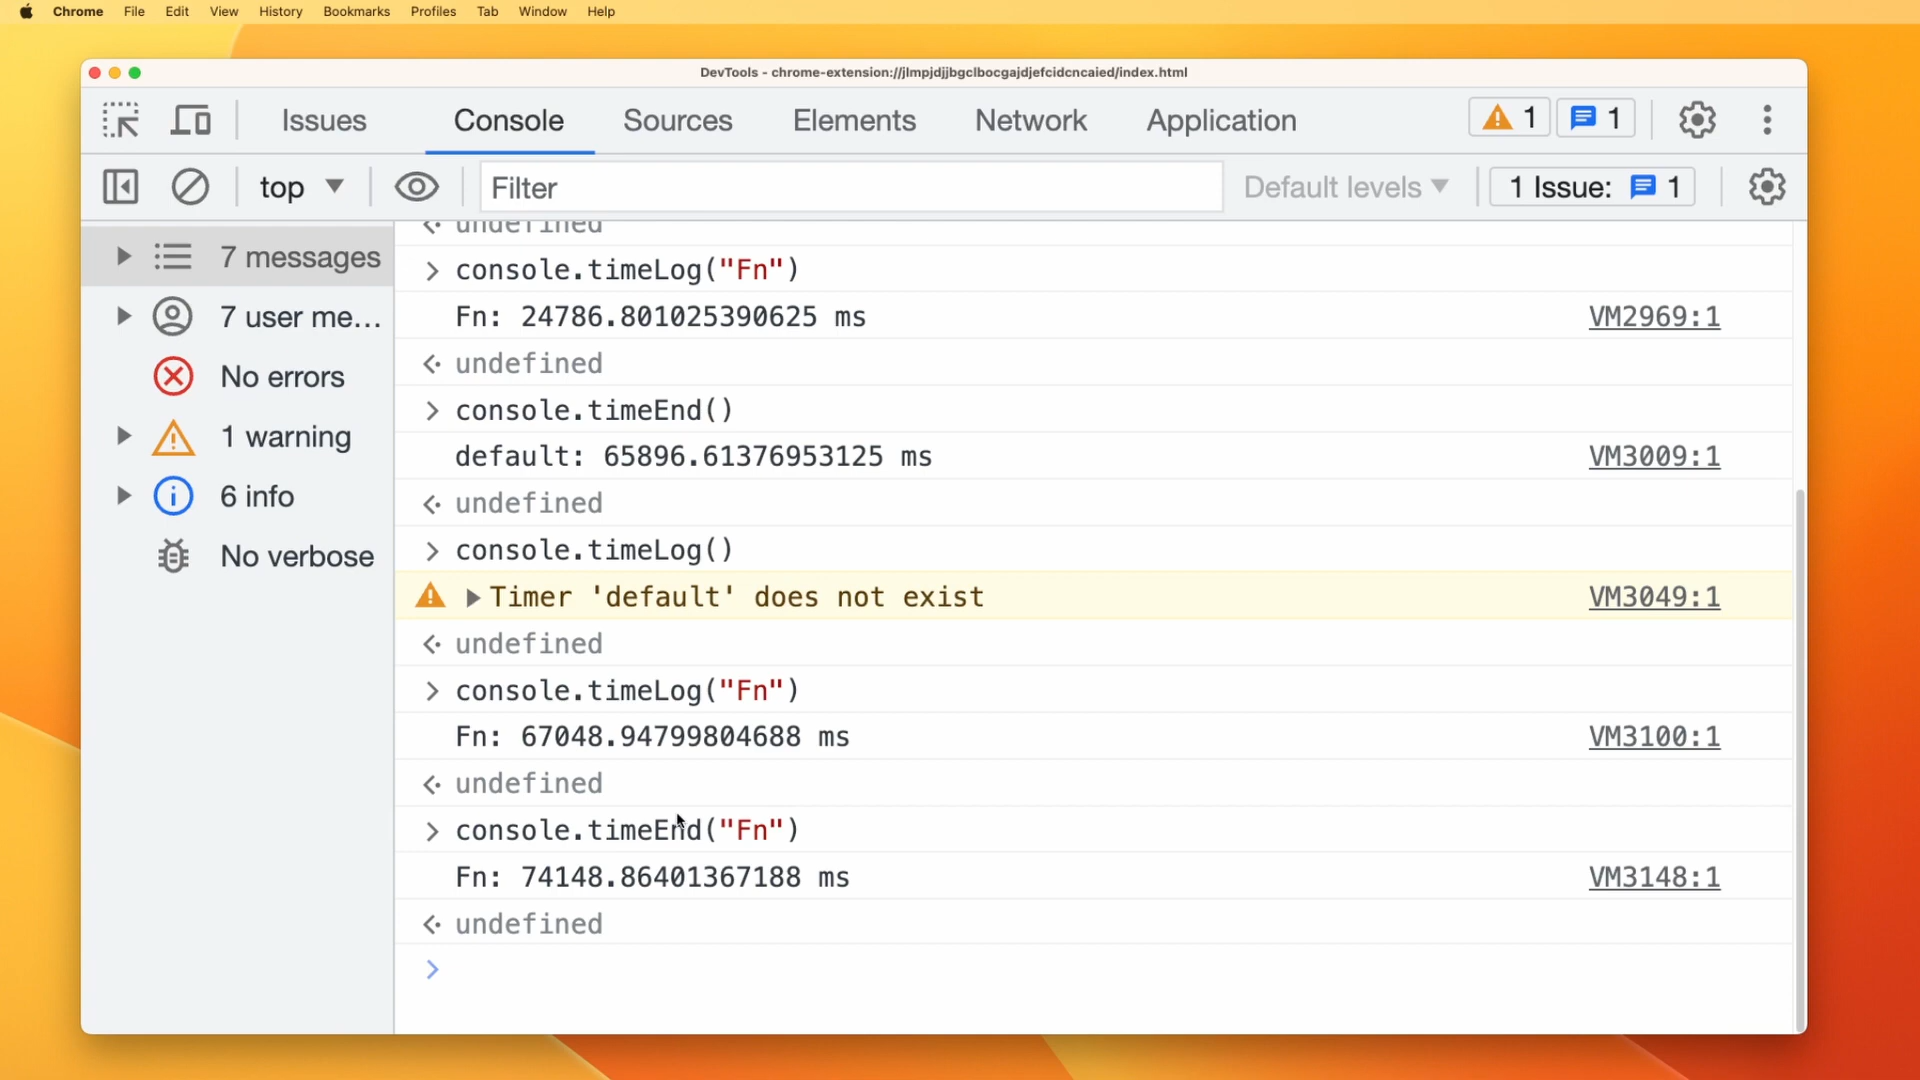 Chrome File Edit View History Bookmarks Profiles Tab Window Help
DevTools - chrome-extension://jlmpjdjjbgclbocgajdjefcidcncaied/index.html
Issues Console Sources Elements Network Application 1 1
top Filter Default levels 1 Issue: 1
7 messages
7 user me...
No errors
1 warning
6 info
No verbose
undefined
console.timeLog("Fn")
Fn: 24786.801025390625 ms VM2969:1
undefined
console.timeEnd()
default: 65896.61376953125 ms VM3009:1
undefined
console.timeLog()
Timer 'default' does not exist VM3049:1
undefined
console.timeLog("Fn")
Fn: 67048.94799804688 ms VM3100:1
undefined
console.timeEnd("Fn")
Fn: 74148.86401367188 ms VM3148:1
undefined